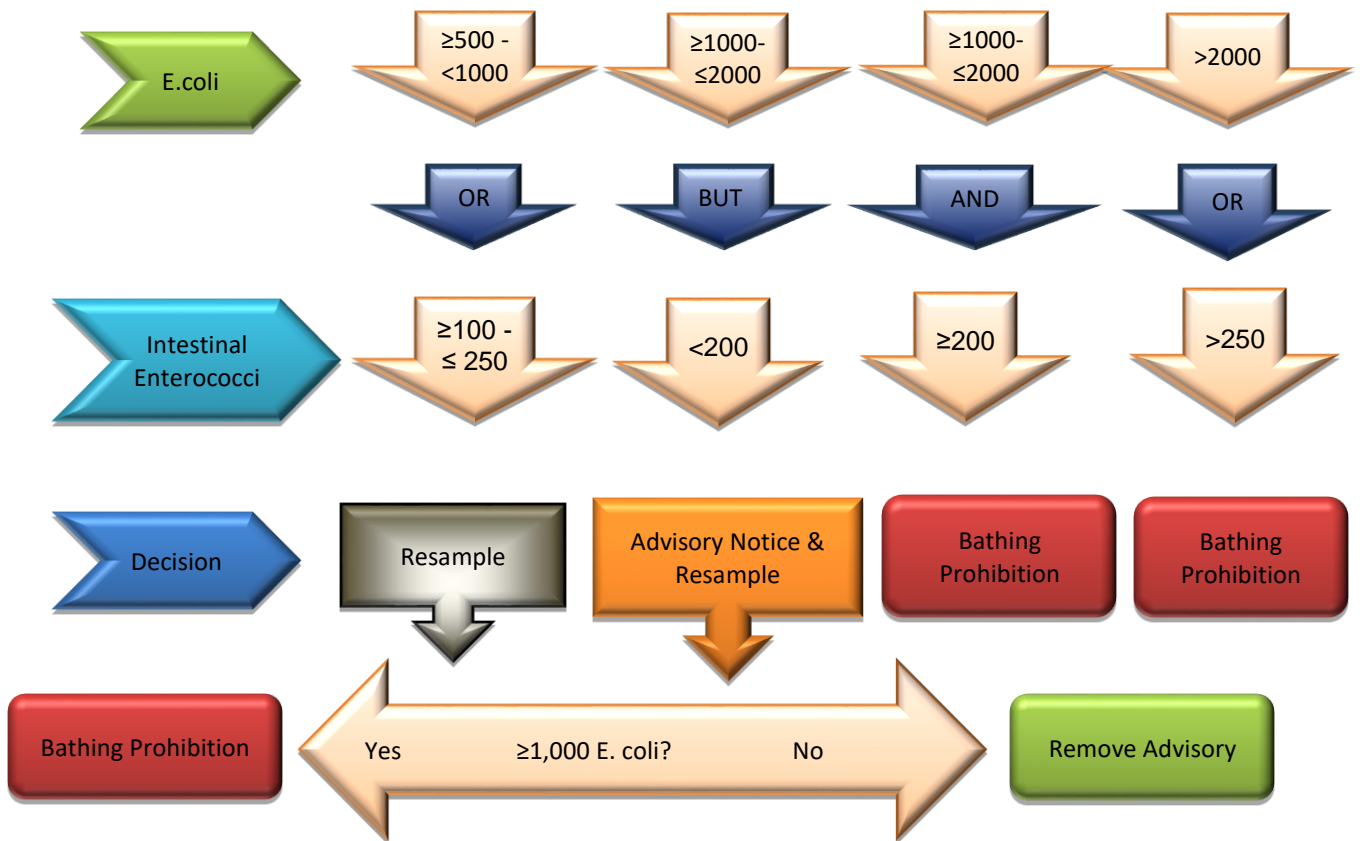 E.coli
≥500 -
<1000
≥1000-
≤2000
≥1000-
≤2000
>2000
OR
BUT
AND
OR
Intestinal
Enterococci
≥100 -
≤ 250
<200
≥200
>250
Decision
Resample
Advisory Notice &
Resample
Bathing
Prohibition
Bathing
Prohibition
Bathing Prohibition
Yes ≥1,000 E. coli? No
Remove Advisory